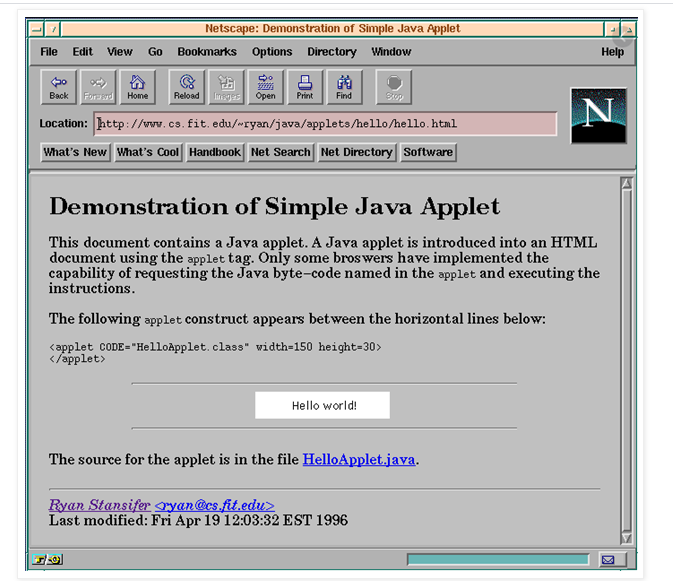 Netscape: Demonstration of Simple Java Applet
File Edit View Go Bookmarks Options Directory Window Help
Back Forward Home Reload Images Open Print Find Stop
Location: http://www.cs.fit.edu/~ryan/java/applets/hello/hello.html
N
What's New What's Cool Handbook Net Search Net Directory Software
Demonstration of Simple Java Applet
This document contains a Java applet. A Java applet is introduced into an HTML
document using the applet tag. Only some broswers have implemented the
capability of requesting the Java byte-code named in the applet and executing the
instructions.
The following applet construct appears between the horizontal lines below:
<applet CODE="HelloApplet.class" width=150 height=30>
</applet>
Hello world!
The source for the applet is in the file HelloApplet.java.
Ryan Stansifer <ryan@cs.fit.edu>
Last modified: Fri Apr 19 12:03:32 EST 1996